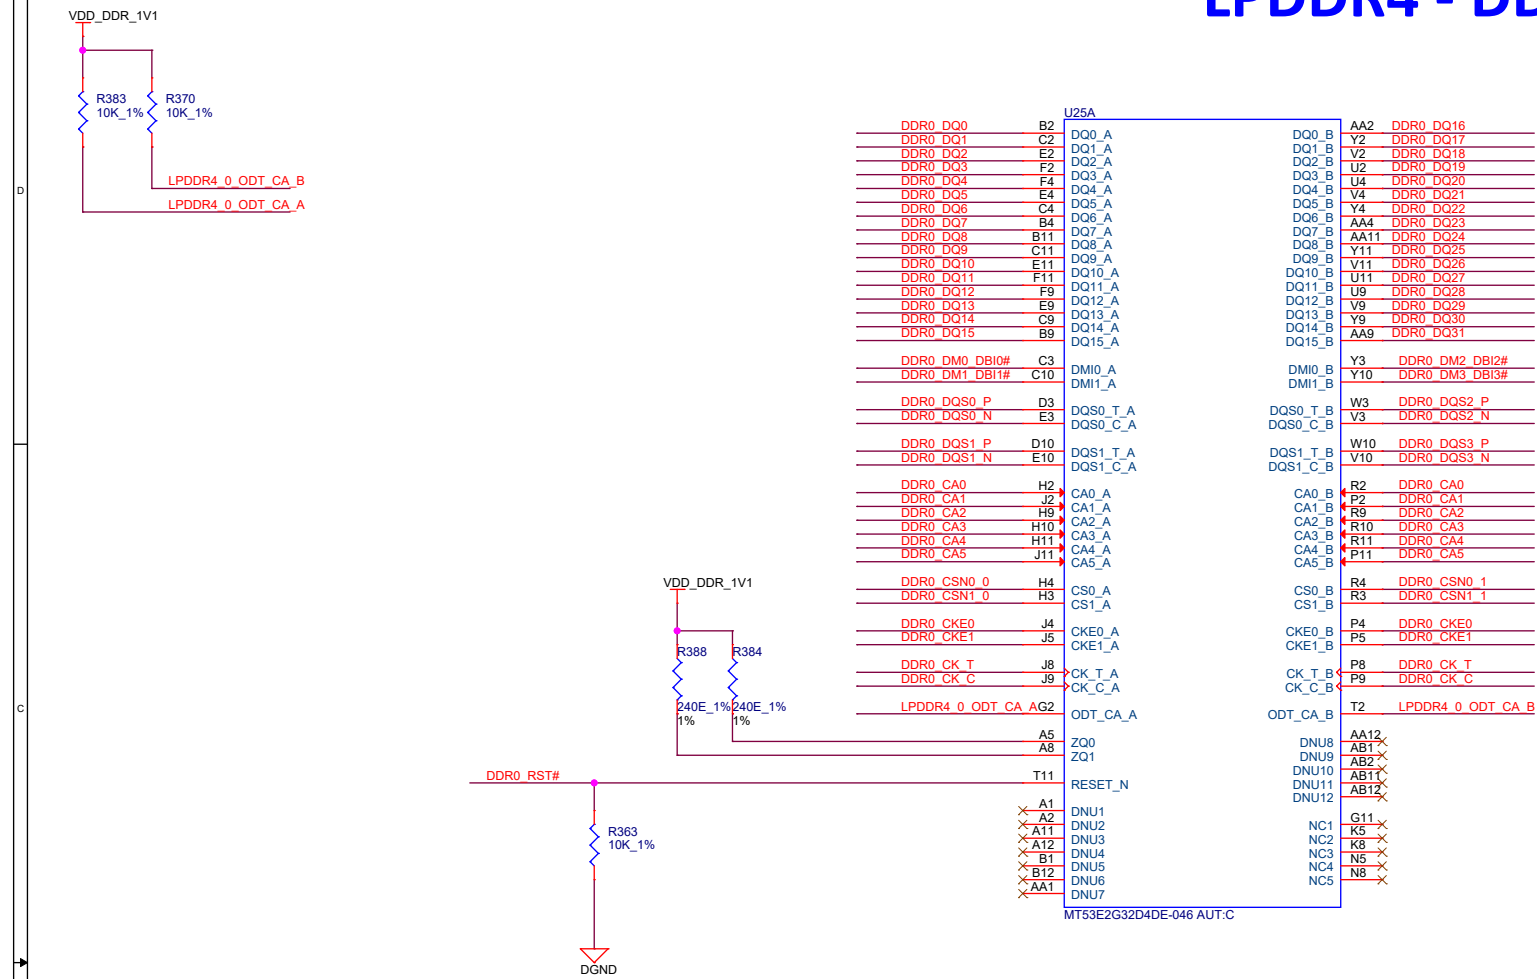 LPDDR4 - DD
VDD_DDR_1V1
R383
10K_1%
R370
10K_1%
LPDDR4_0_ODT_CA_B
LPDDR4_0_ODT_CA_A
D
C
U25A
DDR0_DQ0 B2 DQ0_A DQ0_B AA2 DDR0_DQ16
DDR0_DQ1 C2 DQ1_A DQ1_B Y2 DDR0_DQ17
DDR0_DQ2 E2 DQ2_A DQ2_B V2 DDR0_DQ18
DDR0_DQ3 F2 DQ3_A DQ3_B U2 DDR0_DQ19
DDR0_DQ4 F4 DQ4_A DQ4_B U4 DDR0_DQ20
DDR0_DQ5 E4 DQ5_A DQ5_B V4 DDR0_DQ21
DDR0_DQ6 C4 DQ6_A DQ6_B Y4 DDR0_DQ22
DDR0_DQ7 B4 DQ7_A DQ7_B AA4 DDR0_DQ23
DDR0_DQ8 B11 DQ8_A DQ8_B AA11 DDR0_DQ24
DDR0_DQ9 C11 DQ9_A DQ9_B Y11 DDR0_DQ25
DDR0_DQ10 E11 DQ10_A DQ10_B V11 DDR0_DQ26
DDR0_DQ11 F11 DQ11_A DQ11_B U11 DDR0_DQ27
DDR0_DQ12 F9 DQ12_A DQ12_B U9 DDR0_DQ28
DDR0_DQ13 E9 DQ13_A DQ13_B V9 DDR0_DQ29
DDR0_DQ14 C9 DQ14_A DQ14_B Y9 DDR0_DQ30
DDR0_DQ15 B9 DQ15_A DQ15_B AA9 DDR0_DQ31
DDR0_DM0_DBI0# C3 DMI0_A DMI0_B Y3 DDR0_DM2_DBI2#
DDR0_DM1_DBI1# C10 DMI1_A DMI1_B Y10 DDR0_DM3_DBI3#
DDR0_DQS0_P D3 DQS0_T_A DQS0_T_B W3 DDR0_DQS2_P
DDR0_DQS0_N E3 DQS0_C_A DQS0_C_B V3 DDR0_DQS2_N
DDR0_DQS1_P D10 DQS1_T_A DQS1_T_B W10 DDR0_DQS3_P
DDR0_DQS1_N E10 DQS1_C_A DQS1_C_B V10 DDR0_DQS3_N
DDR0_CA0 H2 CA0_A CA0_B R2 DDR0_CA0
DDR0_CA1 J2 CA1_A CA1_B P2 DDR0_CA1
DDR0_CA2 H9 CA2_A CA2_B R9 DDR0_CA2
DDR0_CA3 H10 CA3_A CA3_B R10 DDR0_CA3
DDR0_CA4 H11 CA4_A CA4_B R11 DDR0_CA4
DDR0_CA5 J11 CA5_A CA5_B P11 DDR0_CA5
DDR0_CSN0_0 H4 CS0_A CS0_B R4 DDR0_CSN0_1
DDR0_CSN1_0 H3 CS1_A CS1_B R3 DDR0_CSN1_1
DDR0_CKE0 J4 CKE0_A CKE0_B P4 DDR0_CKE0
DDR0_CKE1 J5 CKE1_A CKE1_B P5 DDR0_CKE1
DDR0_CK_T J8 CK_T_A CK_T_B P8 DDR0_CK_T
DDR0_CK_C J9 CK_C_A CK_C_B P9 DDR0_CK_C
LPDDR4_0_ODT_CA_A G2 ODT_CA_A ODT_CA_B T2 LPDDR4_0_ODT_CA_B
VDD_DDR_1V1
R388
240E_1%
1%
R384
240E_1%
1%
A5 ZQ0
A8 ZQ1
DDR0_RST# T11 RESET_N
R363
10K_1%
DGND
A1 DNU1
A2 DNU2
A11 DNU3
A12 DNU4
B1 DNU5
B12 DNU6
AA1 DNU7
DNU8 AA12
DNU9 AB1
DNU10 AB2
DNU11 AB11
DNU12 AB12
NC1 G11
NC2 K5
NC3 K8
NC4 N5
NC5 N8
MT53E2G32D4DE-046 AUT:C